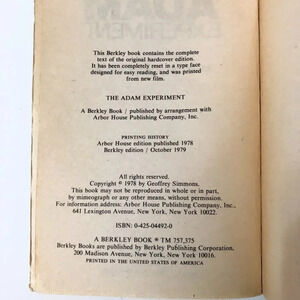 This Berkley book contains the complete
text of the original hardcover edition.
It has been completely reset in a type face
designed for easy reading, and was printed
from new film.
THE ADAM EXPERIMENT
A Berkley Book / published by arrangement with
Arbor House Publishing Company, Inc.
PRINTING HISTORY
Arbor House edition published 1978
Berkley edition / October 1979
All rights reserved.
Copyright © 1978 by Geoffrey Simmons.
This book may not be reproduced in whole or in part,
by mimeograph or any other means, without permission.
For information address: Arbor House Publishing Company, Inc.,
641 Lexington Avenue, New York, New York 10022.
ISBN: 0-425-04492-0
A BERKLEY BOOK ® TM 757,375
Berkley Books are published by Berkley Publishing Corporation,
200 Madison Avenue, New York, New York 10016.
PRINTED IN THE UNITED STATES OF AMERICA